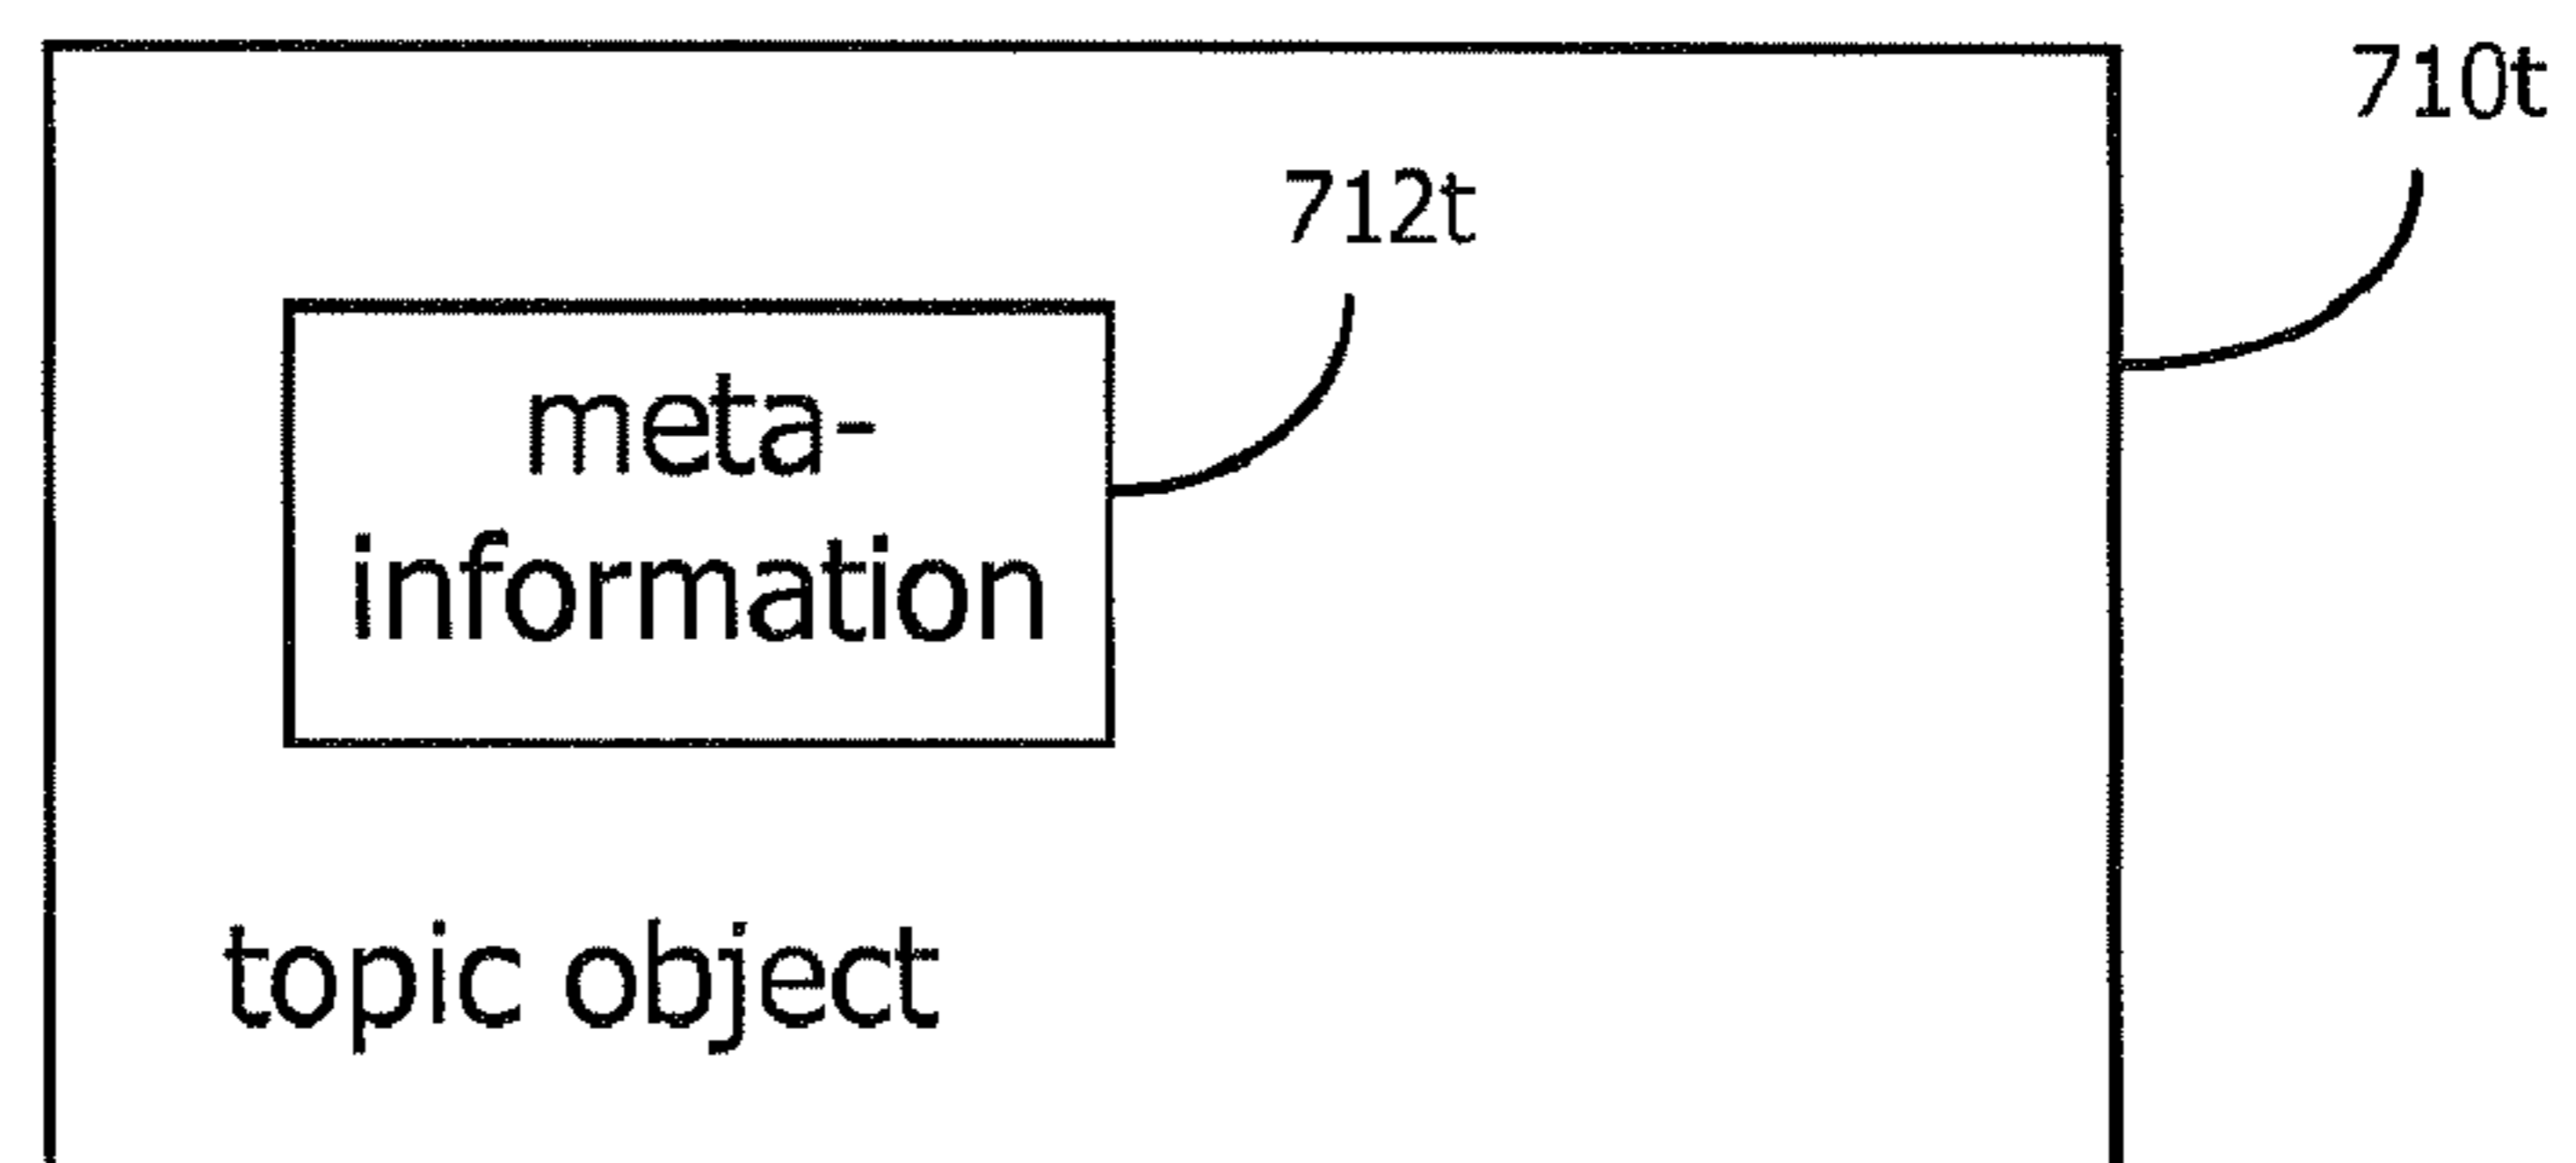 710t
712t
meta-
information
topic object